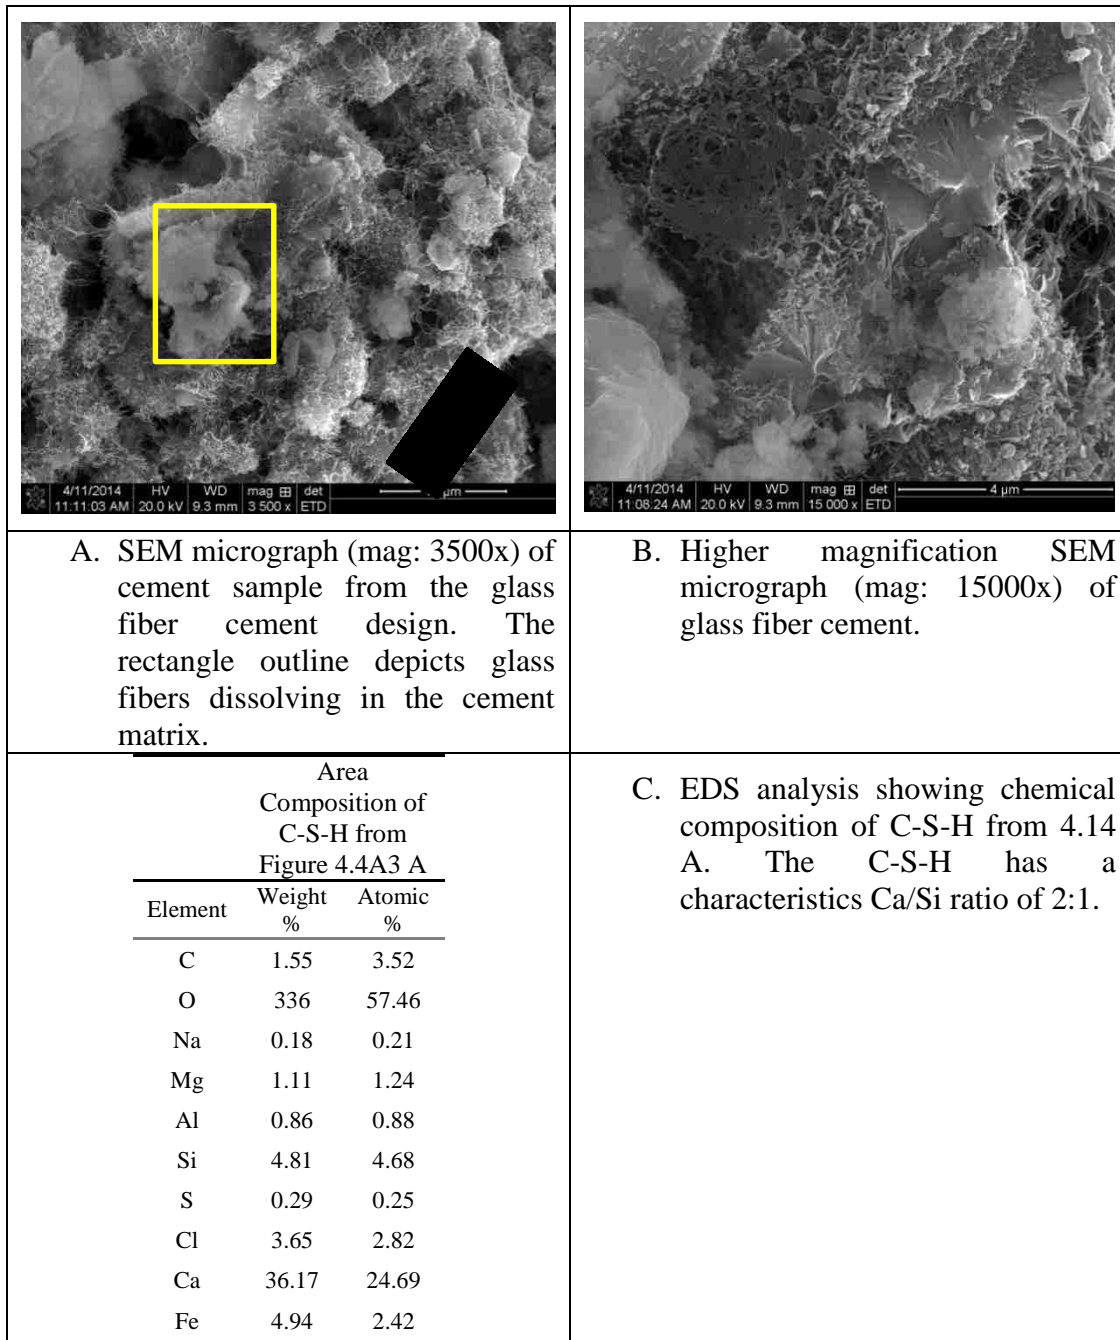 4/11/2014 HV WD mag det
11:11:03 AM 20.0 kV 9.3 mm 3 500 x ETD µm
4/11/2014 HV WD mag det 4 µm
11:08:24 AM 20.0 kV 9.3 mm 15 000 x ETD
A. SEM micrograph (mag: 3500x) of
cement sample from the glass
fiber cement design. The
rectangle outline depicts glass
fibers dissolving in the cement
matrix.
B. Higher magnification SEM
micrograph (mag: 15000x) of
glass fiber cement.
Area
Composition of
C-S-H from
Figure 4.4A3 A
Element Weight % Atomic %
C 1.55 3.52
O 336 57.46
Na 0.18 0.21
Mg 1.11 1.24
Al 0.86 0.88
Si 4.81 4.68
S 0.29 0.25
Cl 3.65 2.82
Ca 36.17 24.69
Fe 4.94 2.42
C. EDS analysis showing chemical
composition of C-S-H from 4.14
A. The C-S-H has a
characteristics Ca/Si ratio of 2:1.